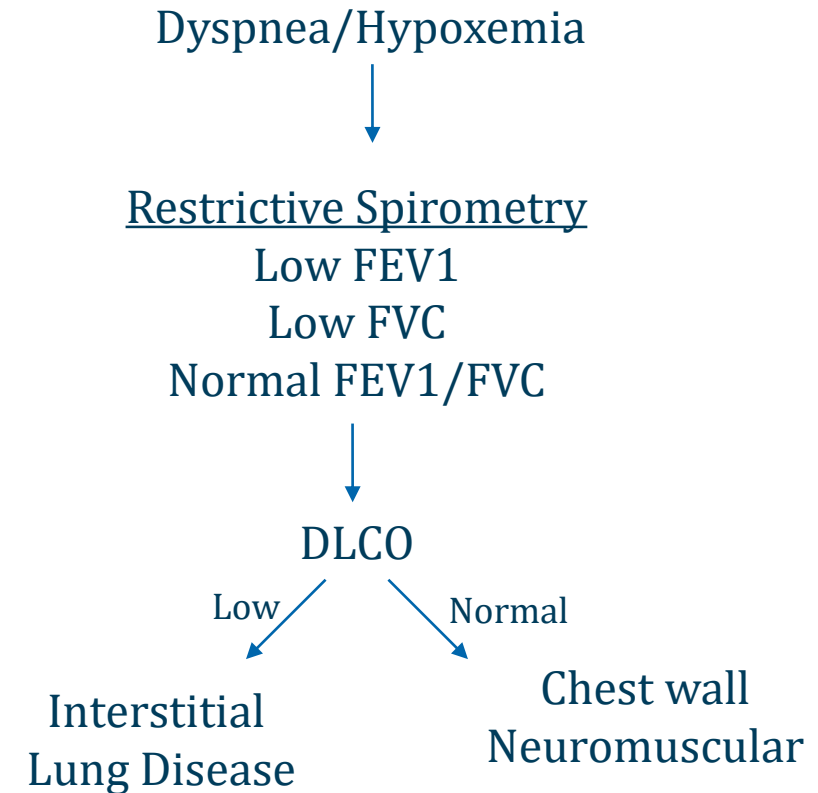 Dyspnea/Hypoxemia
Restrictive Spirometry
Low FEV1
Low FVC
Normal FEV1/FVC
DLCO
Low
Normal
Interstitial
Lung Disease
Chest wall
Neuromuscular